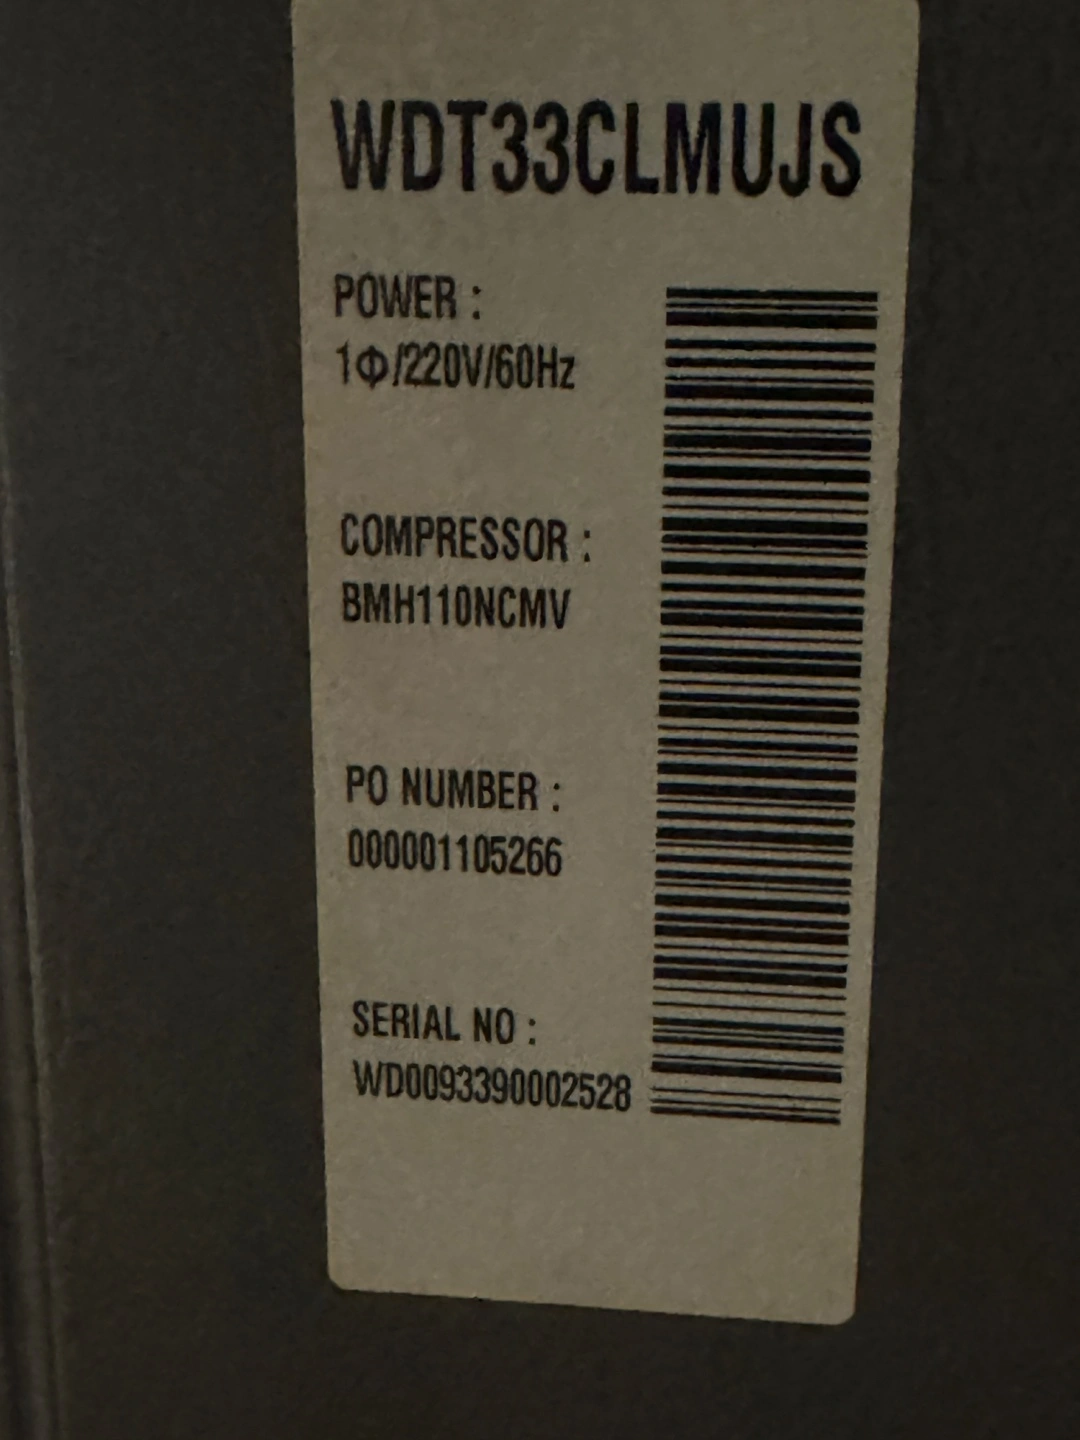 WDT33CLMUJS
POWER :
1Φ/220V/60Hz
COMPRESSOR :
BMH110NCMV
PO NUMBER :
000001105266
SERIAL NO :
WD0093390002528